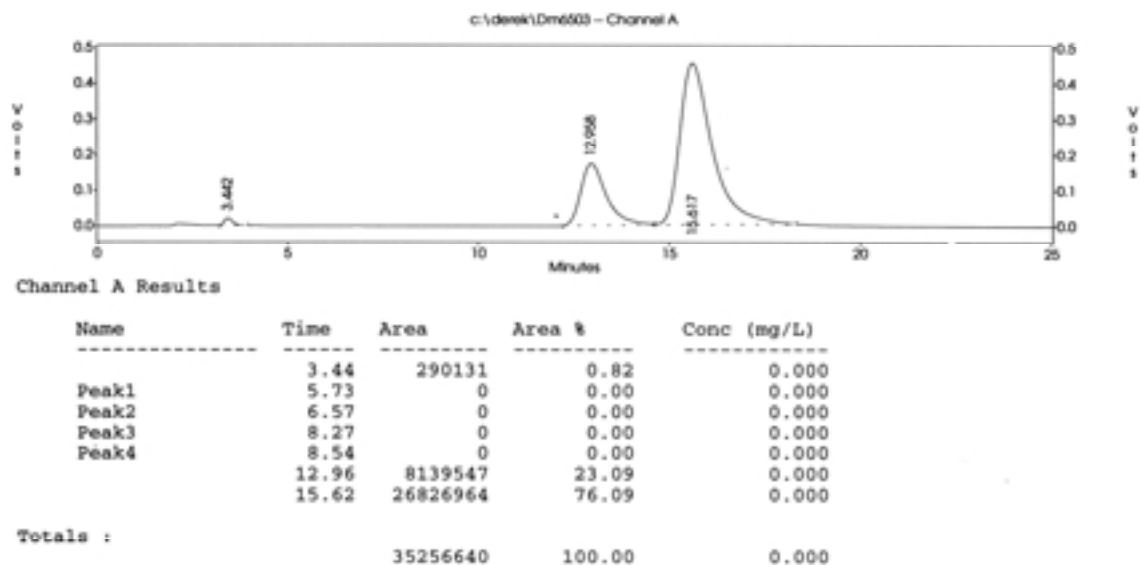 c:\derek\Dm6503 – Channel A
0.5 0.5
0.4 0.4
0.3 0.3
0.2 0.2
0.1 0.1
0.0 0.0
Volts
Volts
3.442
12.958
15.617
0 5 10 15 20 25
Minutes
Channel A Results
Name Time Area Area % Conc (mg/L)
--------------- ------ --------- ---------- ------------
3.44 290131 0.82 0.000
Peak1 5.73 0 0.00 0.000
Peak2 6.57 0 0.00 0.000
Peak3 8.27 0 0.00 0.000
Peak4 8.54 0 0.00 0.000
12.96 8139547 23.09 0.000
15.62 26826964 76.09 0.000
Totals :
35256640 100.00 0.000